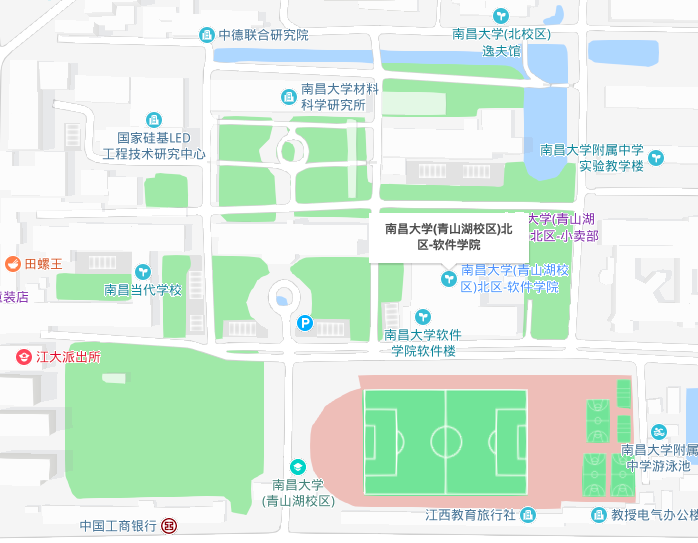 中德联合研究院
南昌大学(北校区)
逸夫馆
南昌大学材料
科学研究所
国家硅基LED
工程技术研究中心
南昌大学附属中学
实验教学楼
南昌大学(青山湖校区)北
区-软件学院
大学(青山湖
北区-小卖部
田螺王
南昌当代学校
童装店
南昌大学(青山湖校
区)北区-软件学院
P
南昌大学软件
学院软件楼
江大派出所
南昌大学附属
中学游泳池
南昌大学
(青山湖校区)
中国工商银行
江西教育旅行社
教授电气办公楼